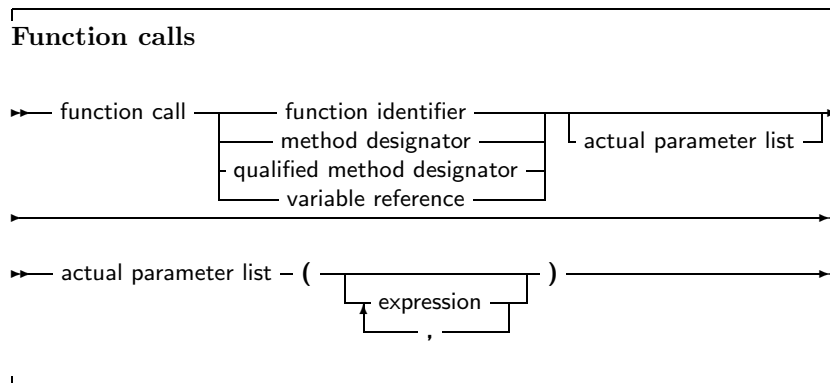 Function calls
function call function identifier
method designator actual parameter list
qualified method designator
variable reference
actual parameter list ( )
expression
,